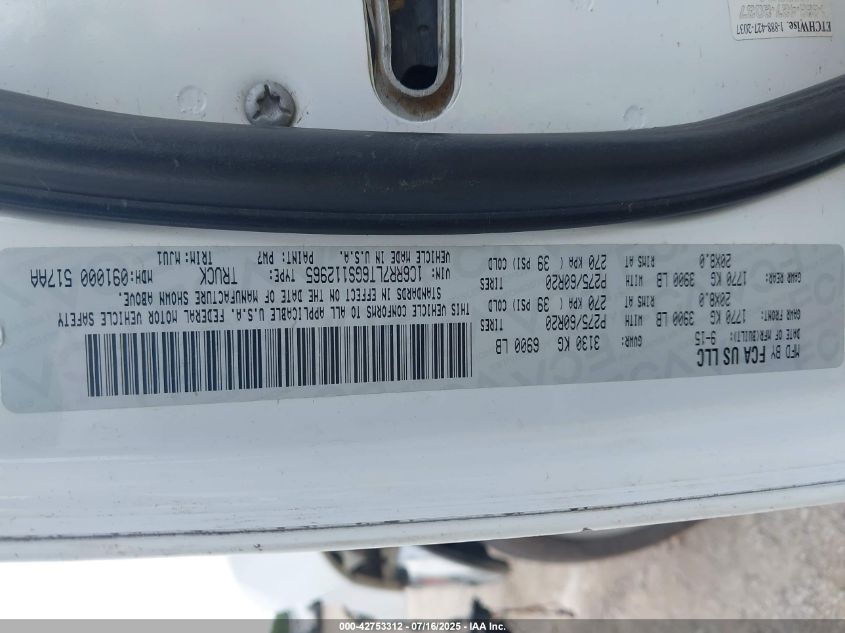 MFD BY FCA US LLC
DATE OF MFR/BUILT: 9-15 GVWR: 3130 KG 6900 LB
GAWR FRONT: 1770 KG 3900 LB WITH P275/60R20 TIRES
20X8.0 RIMS AT 270 KPA ( 39 PSI) COLD
GAWR REAR: 1770 KG 3900 LB WITH P275/60R20 TIRES
20X8.0 RIMS AT 270 KPA ( 39 PSI) COLD
THIS VEHICLE CONFORMS TO ALL APPLICABLE U.S.A. FEDERAL MOTOR VEHICLE SAFETY
STANDARDS IN EFFECT ON THE DATE OF MANUFACTURE SHOWN ABOVE.
VIN: 1C6RR7LT6GS112965 TYPE: TRUCK MDH: 091000 517AA
VEHICLE MADE IN U.S.A. PAINT: PW7 TRIM: MJU1
ETCHWise. 1-888-427-2037
000-42753312 / 07/16/2025 - IAA Inc.